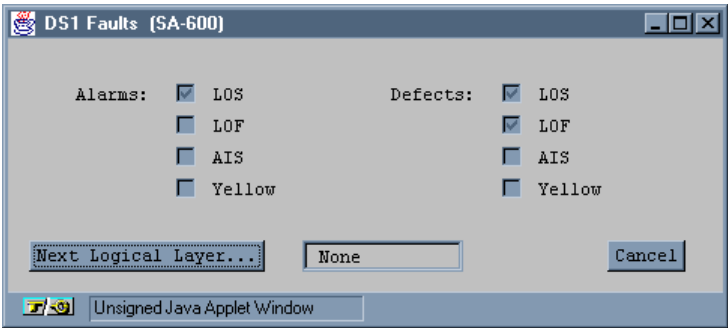 DS1 Faults (SA-600)
Alarms: LOS Defects: LOS
LOF LOF
AIS AIS
Yellow Yellow
Next Logical Layer... None Cancel
Unsigned Java Applet Window